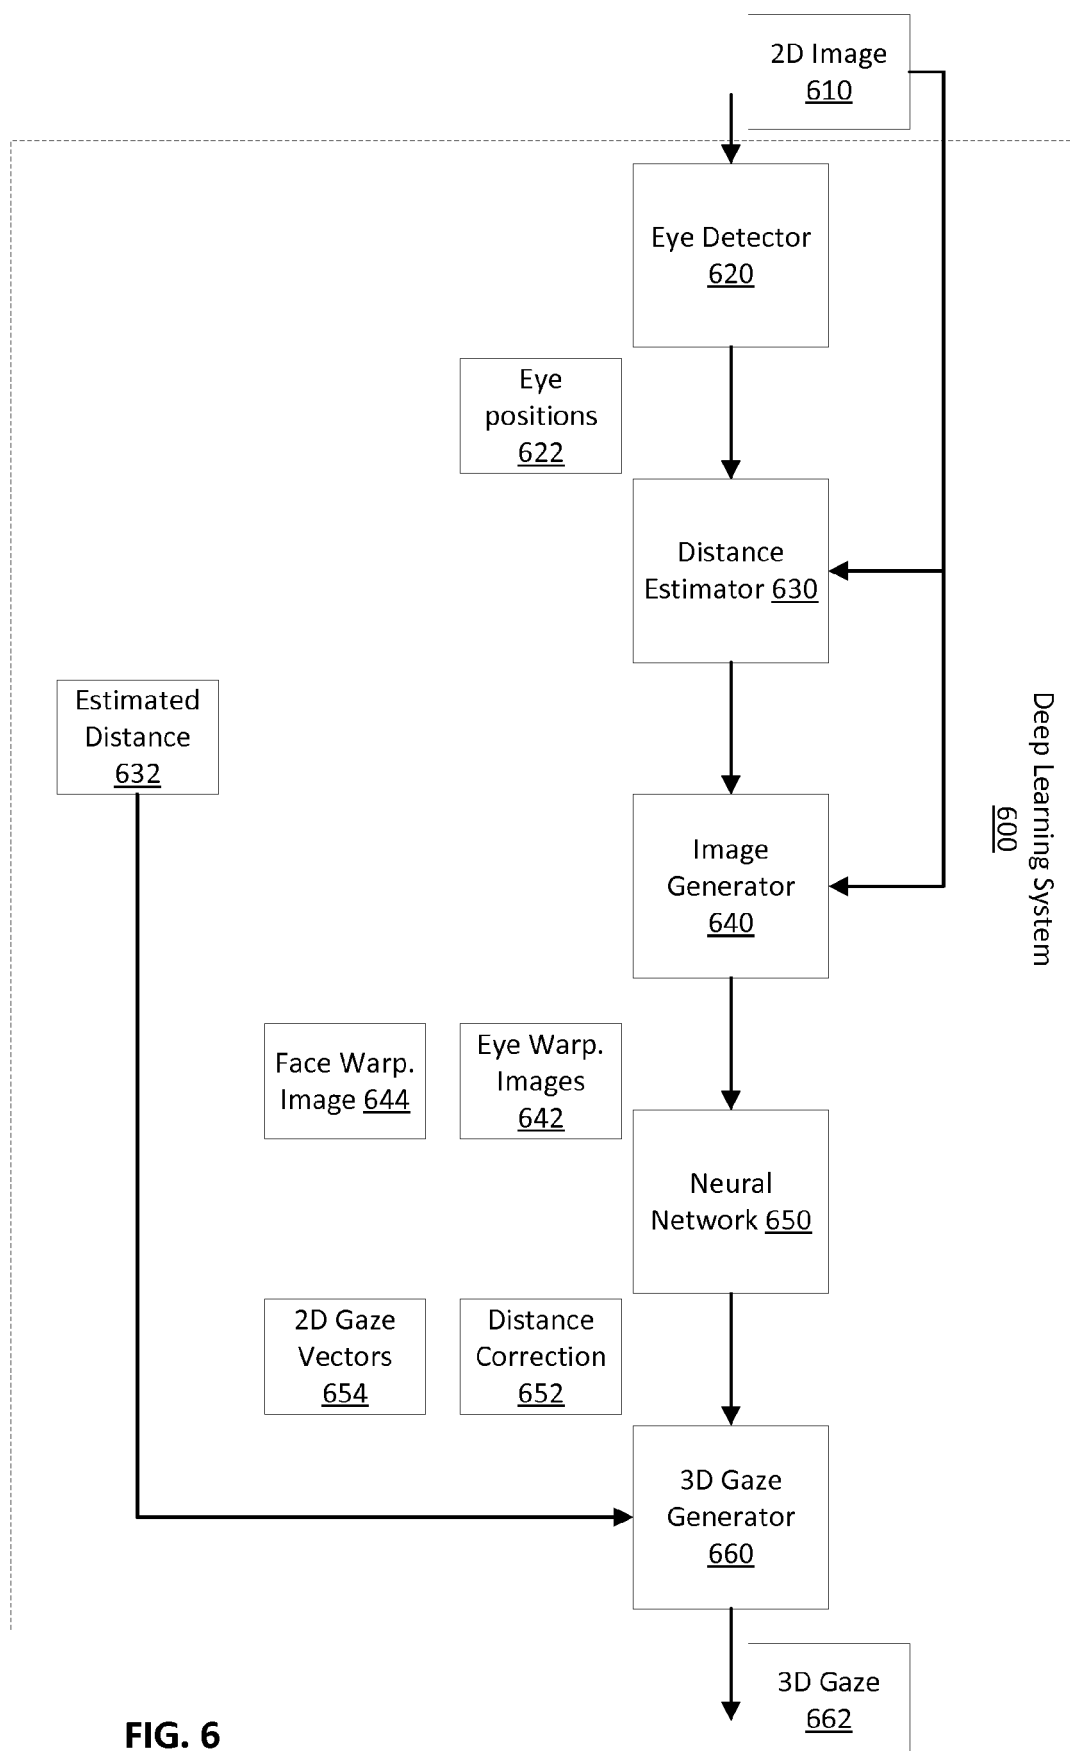 2D Image
610
Eye Detector
620
Eye
positions
622
Distance
Estimator 630
Estimated
Distance
632
Deep Learning System
600
Image
Generator
640
Face Warp.
Image 644
Eye Warp.
Images
642
Neural
Network 650
2D Gaze
Vectors
654
Distance
Correction
652
3D Gaze
Generator
660
3D Gaze
662
FIG. 6